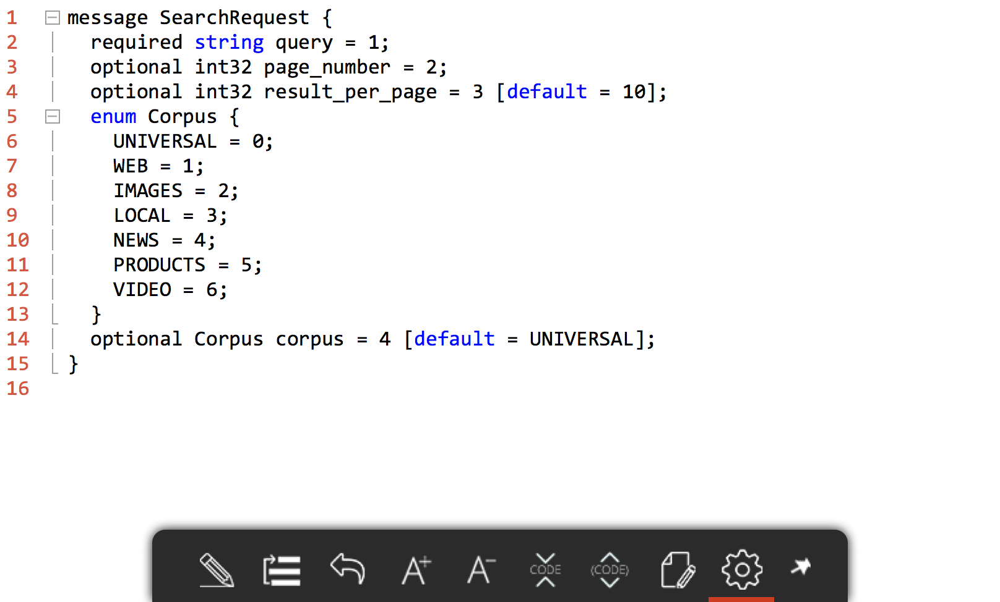 1 message SearchRequest {
2 required string query = 1;
3 optional int32 page_number = 2;
4 optional int32 result_per_page = 3 [default = 10];
5 enum Corpus {
6 UNIVERSAL = 0;
7 WEB = 1;
8 IMAGES = 2;
9 LOCAL = 3;
10 NEWS = 4;
11 PRODUCTS = 5;
12 VIDEO = 6;
13 }
14 optional Corpus corpus = 4 [default = UNIVERSAL];
15 }
16
A+ A- CODE (CODE)